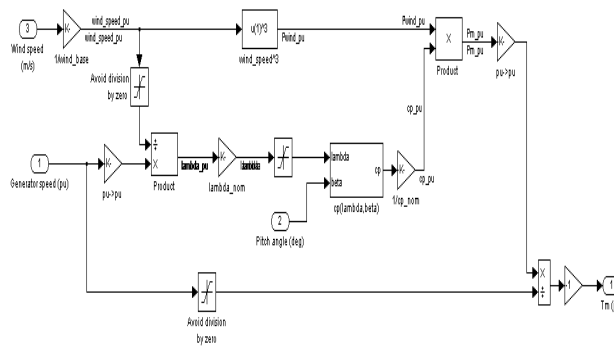 3
Wind speed
(m/s)
K-
1/wind_base
wind_speed_pu
wind_speed_pu
u(1)^3
wind_speed^3
Pwind_pu
Pwind_pu
×
Product
Pm_pu
Pm_pu
K-
pu->pu
Avoid division
by zero
cp_pu
1
Generator speed (pu)
K-
pu->pu
÷
×
Product
lambda_pu
K-
lambda_nom
lambda
lambda
beta
cp
cp(lambda,beta)
K-
1/cp_nom
cp_pu
2
Pitch angle (deg)
Avoid division
by zero
×
÷
-1
1
Tm (